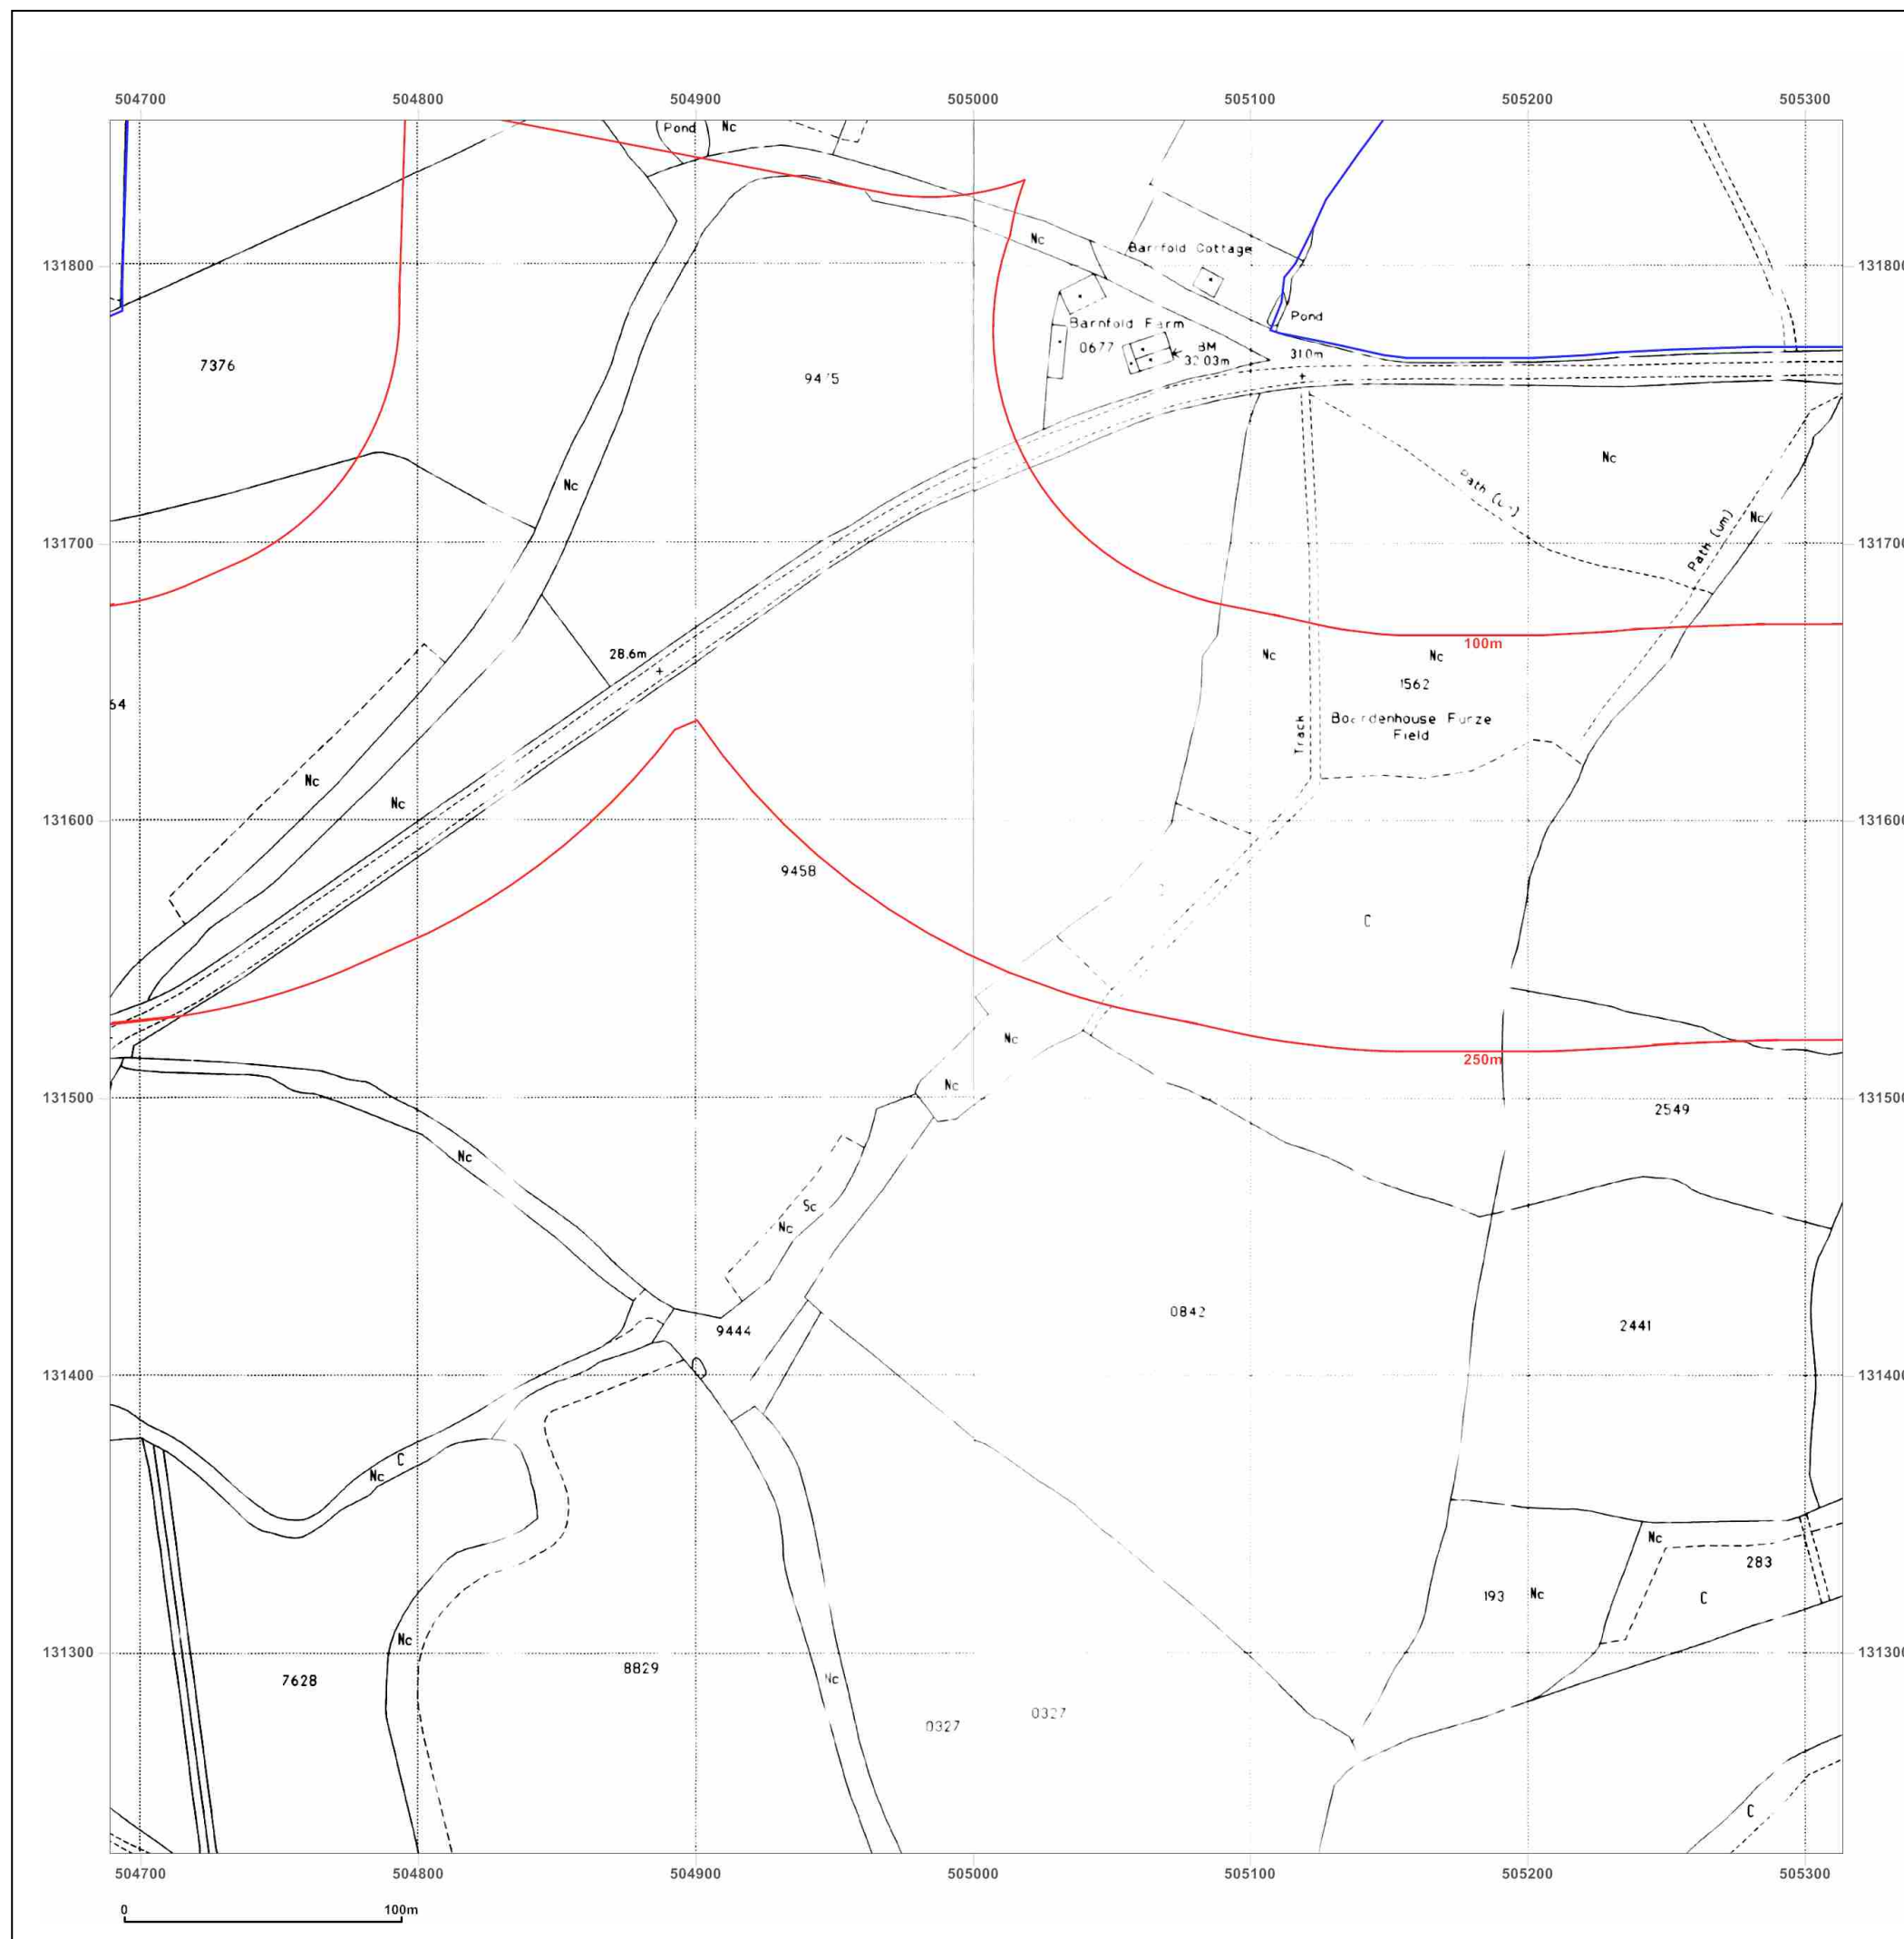 504700 504800 504900 505000 505100 505200 505300
Pond
Nc
Nc
Barnfold Cottage
131800
Pond
Barnfold Farm
0677
BM
32.03m
31.0m
7376
Nc
Nc
Path (um)
Nc
Path (um)
131700
131700
100m
28.6m
Nc
Nc
1562
64
Boardenhouse Furze
Field
Track
Nc
Nc
131600
131600
9458
C
Nc
250m
Nc
131500
131500
2549
Nc
Sc
Nc
0842
2441
9444
131400
131400
C
Nc
Nc
283
193
Nc
C
Nc
131300
131300
8829
7628
Nc
0327
0327
C
504700 504800 504900 505000 505100 505200 505300
0 100m